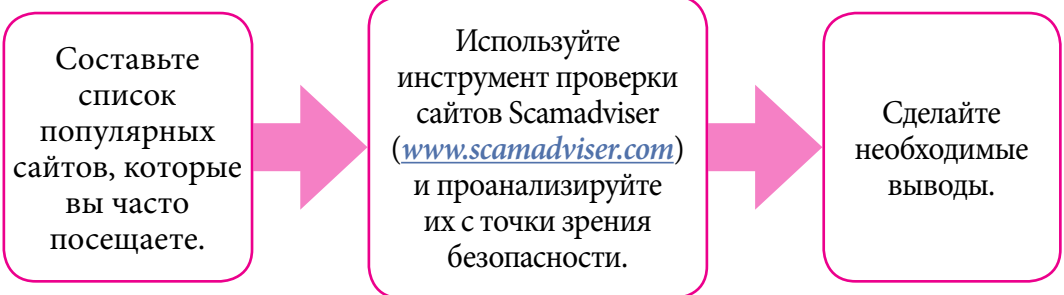 Составьте
список
популярных
сайтов, которые
вы часто
посещаете.
Используйте
инструмент проверки
сайтов Scamadviser
(www.scamadviser.com)
и проанализируйте
их с точки зрения
безопасности.
Сделайте
необходимые
выводы.